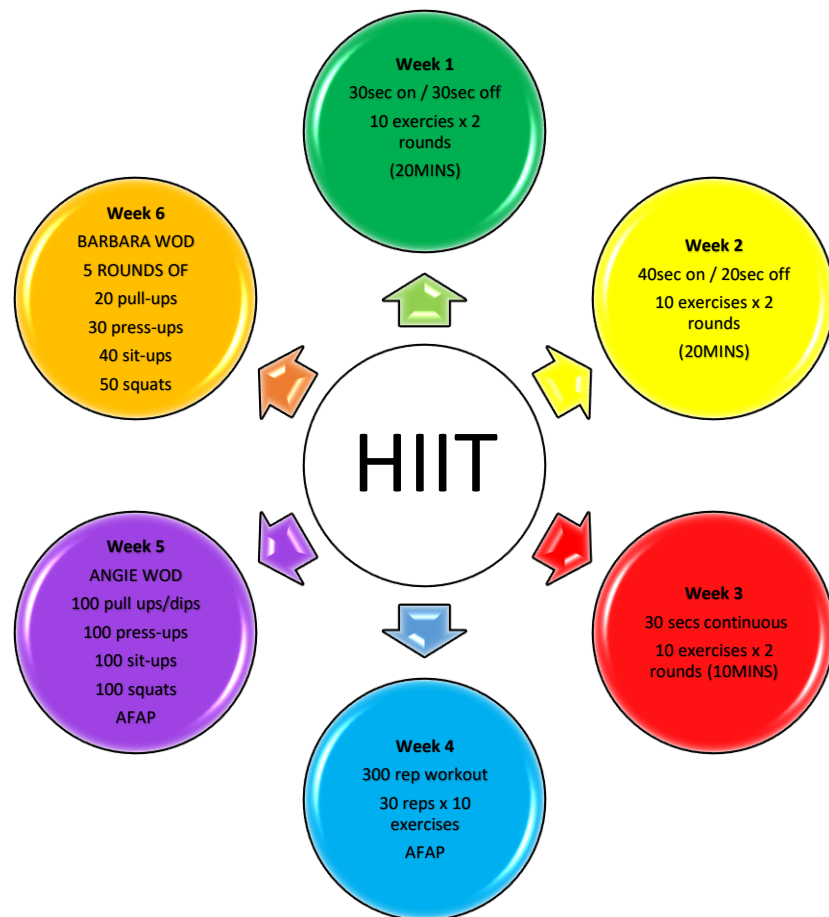 Week 1
30sec on / 30sec off
10 exercies x 2
rounds
(20MINS)
Week 2
40sec on / 20sec off
10 exercises x 2
rounds
(20MINS)
Week 3
30 secs continuous
10 exercises x 2
rounds (10MINS)
Week 4
300 rep workout
30 reps x 10
exercises
AFAP
Week 5
ANGIE WOD
100 pull ups/dips
100 press-ups
100 sit-ups
100 squats
AFAP
Week 6
BARBARA WOD
5 ROUNDS OF
20 pull-ups
30 press-ups
40 sit-ups
50 squats
HIIT